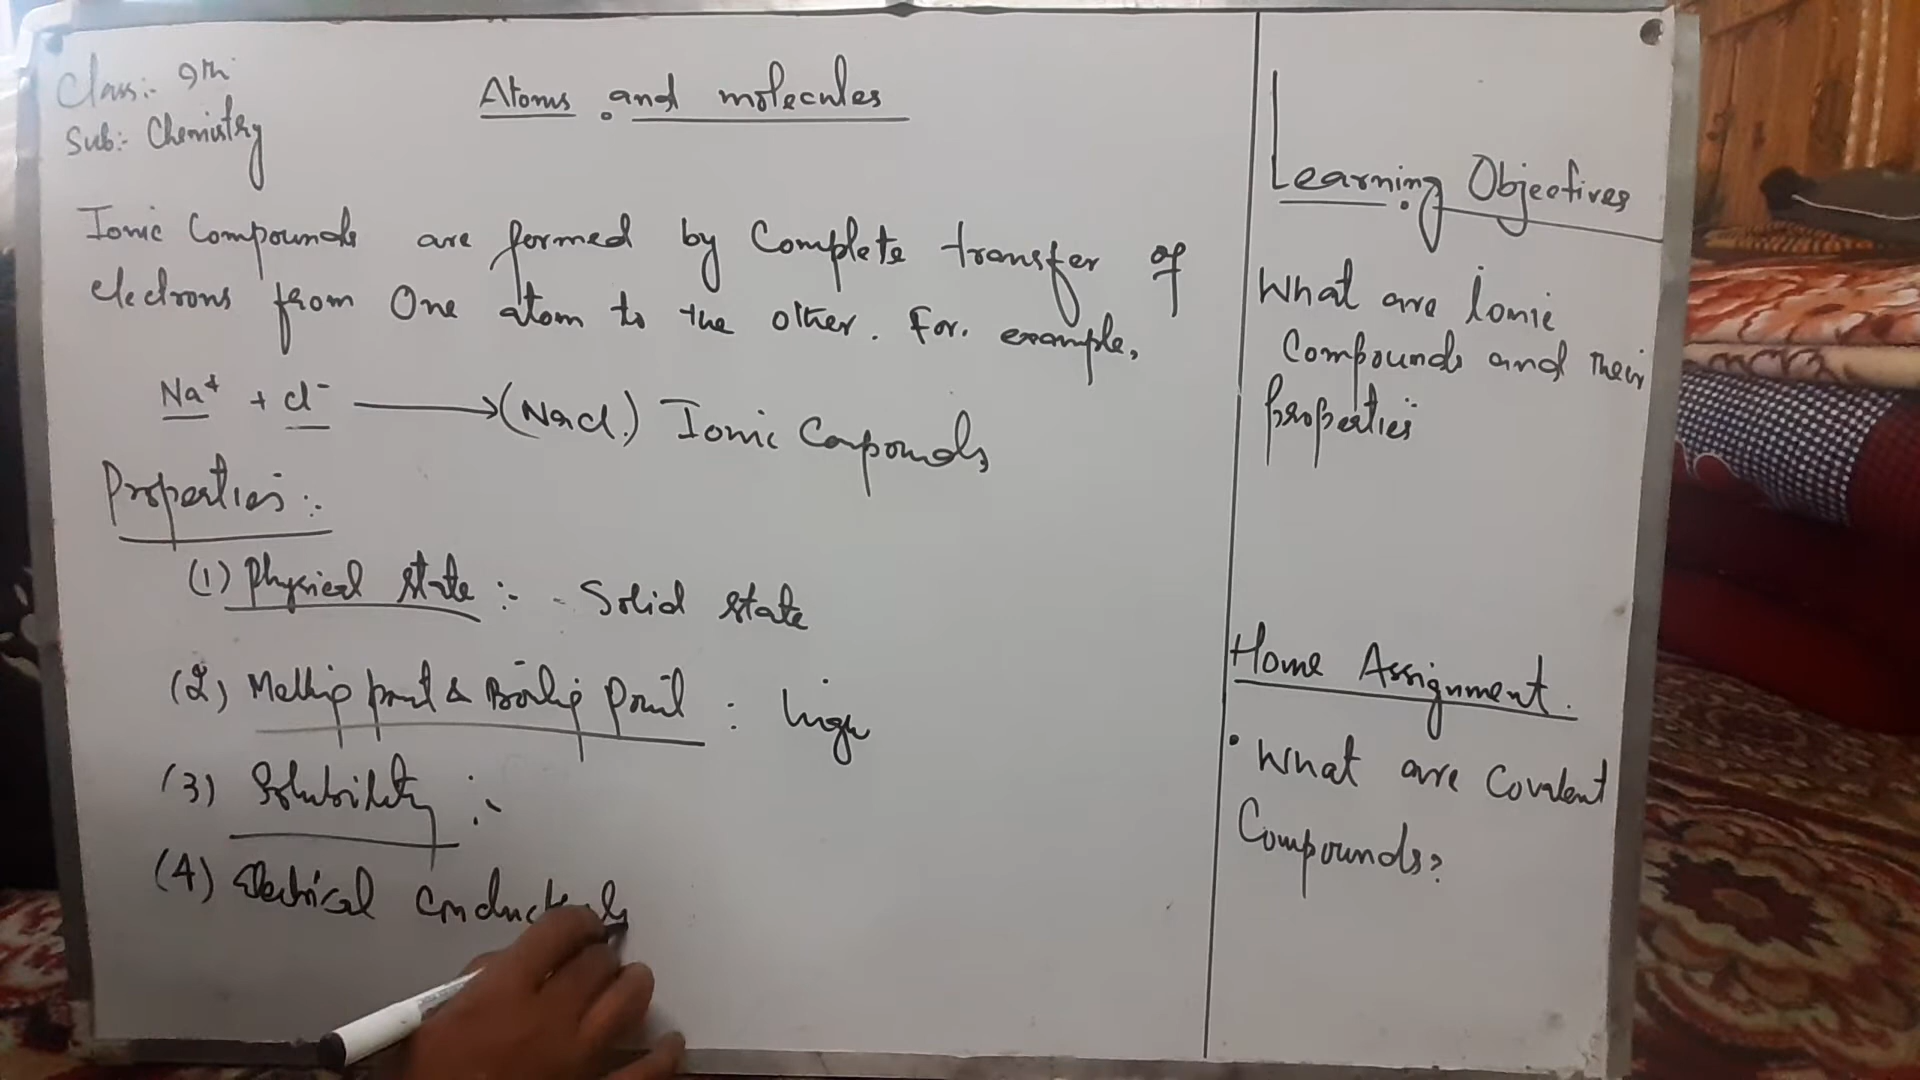 Class:- 9th
Sub:- Chemistry
Atoms and molecules
Ionic Compounds are formed by Complete transfer of
electrons from One atom to the other. For. example,
Na⁺ + Cl⁻ ⟶ (NaCl.) Ionic Compounds
Properties:-
(1) Physical state :- - Solid state
(2) Melting point & Boiling point : high
(3) Solubility :-
(4) Electrical
Learning Objectives
What are ionic
Compounds and their
properties
Home Assignment.
• What are Covalent
Compounds?